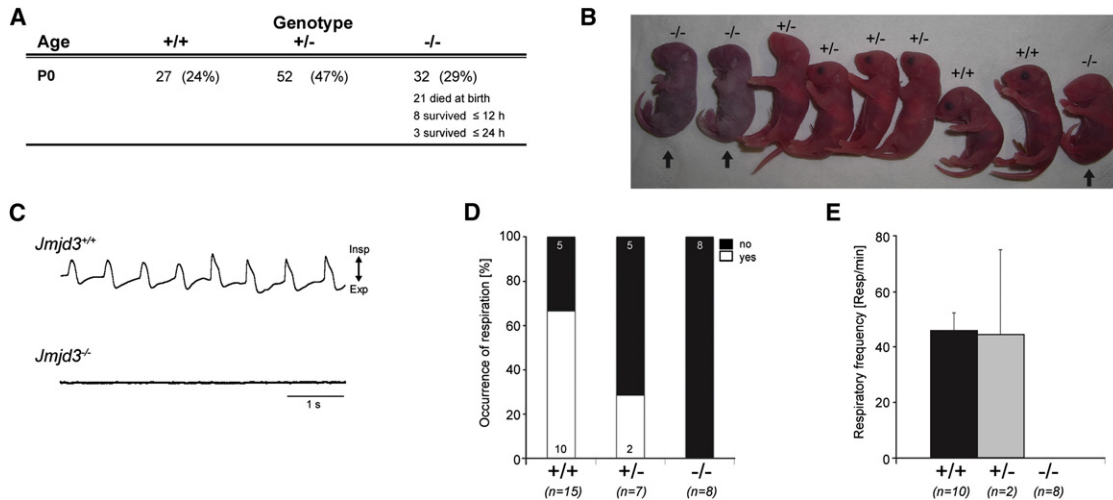 A
Genotype
Age +/+ +/- -/-
P0 27 (24%) 52 (47%) 32 (29%)
21 died at birth
8 survived ≤ 12 h
3 survived ≤ 24 h
B
-/- -/- +/- +/- +/- +/- +/+ +/+ -/-
C
Jmjd3+/+
Insp
Exp
Jmjd3-/-
1 s
D
Occurrence of respiration [%]
100
80
60
40
20
0
5 5 8
10 2
no
yes
+/+ +/- -/-
(n=15) (n=7) (n=8)
E
Respiratory frequency [Resp/min]
80
60
40
20
0
+/+ +/- -/-
(n=10) (n=2) (n=8)